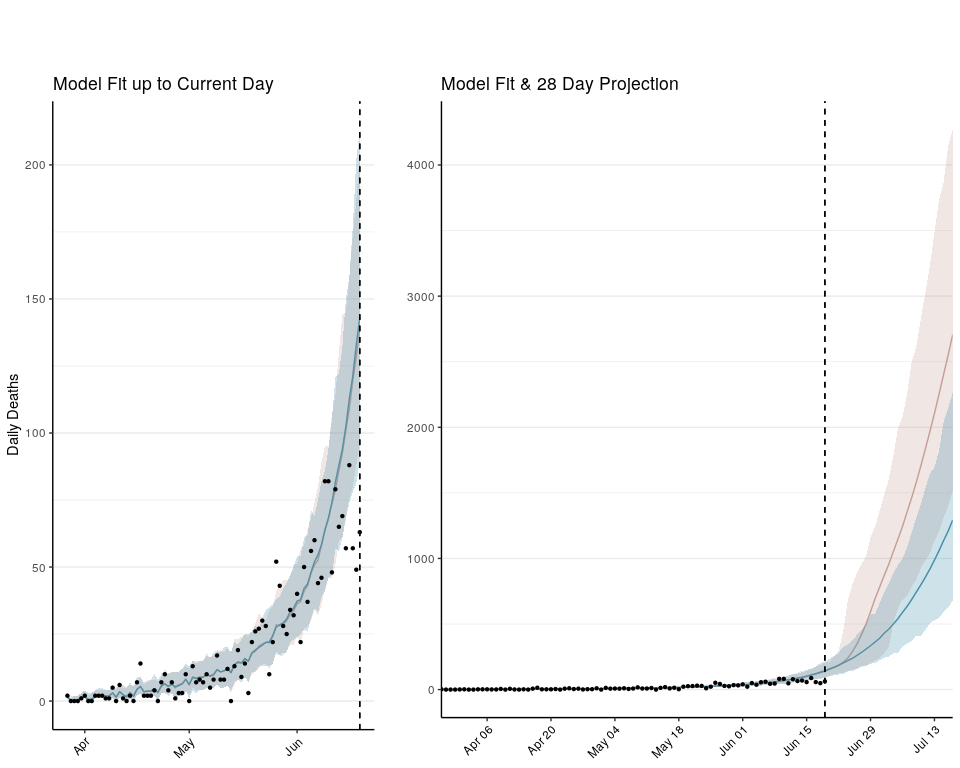 Model Fit up to Current Day
Model Fit & 28 Day Projection
Daily Deaths
200
150
100
50
0
Apr
May
Jun
4000
3000
2000
1000
0
Apr 06
Apr 20
May 04
May 18
Jun 01
Jun 15
Jun 29
Jul 13